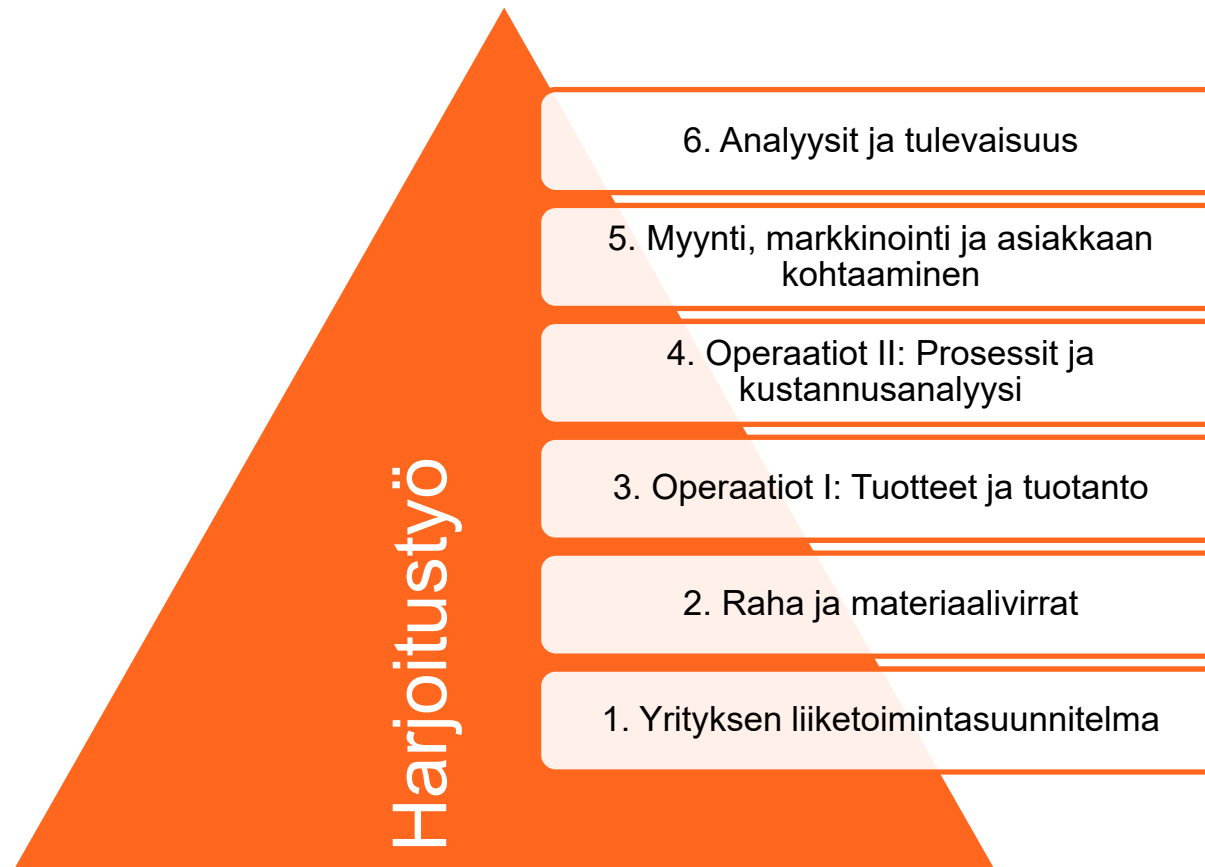 6. Analyysit ja tulevaisuus
5. Myynti, markkinointi ja asiakkaan
kohtaaminen
4. Operaatiot II: Prosessit ja
kustannusanalyysi
3. Operaatiot I: Tuotteet ja tuotanto
2. Raha ja materiaalivirrat
1. Yrityksen liiketoimintasuunnitelma
Harjoitustyö